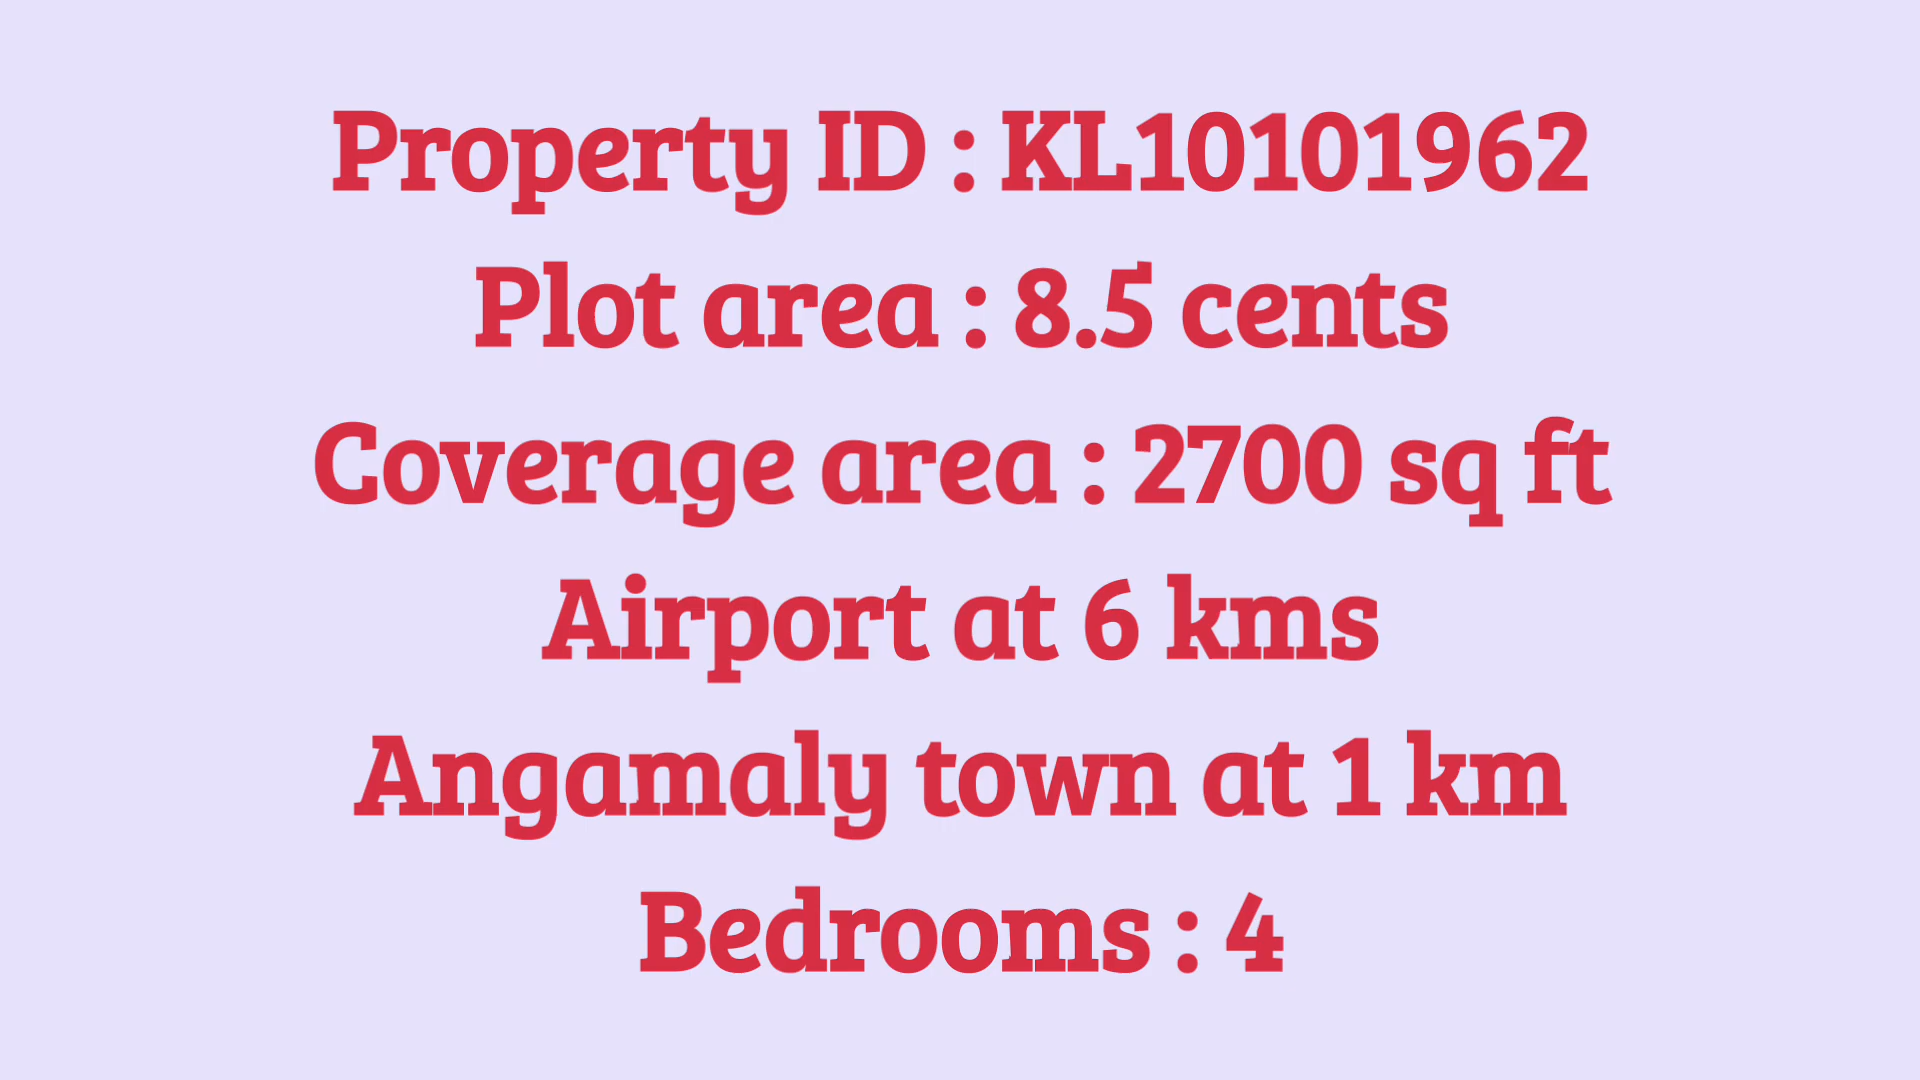 Property ID : KL10101962
Plot area : 8.5 cents
Coverage area : 2700 sq ft
Airport at 6 kms
Angamaly town at 1 km
Bedrooms : 4